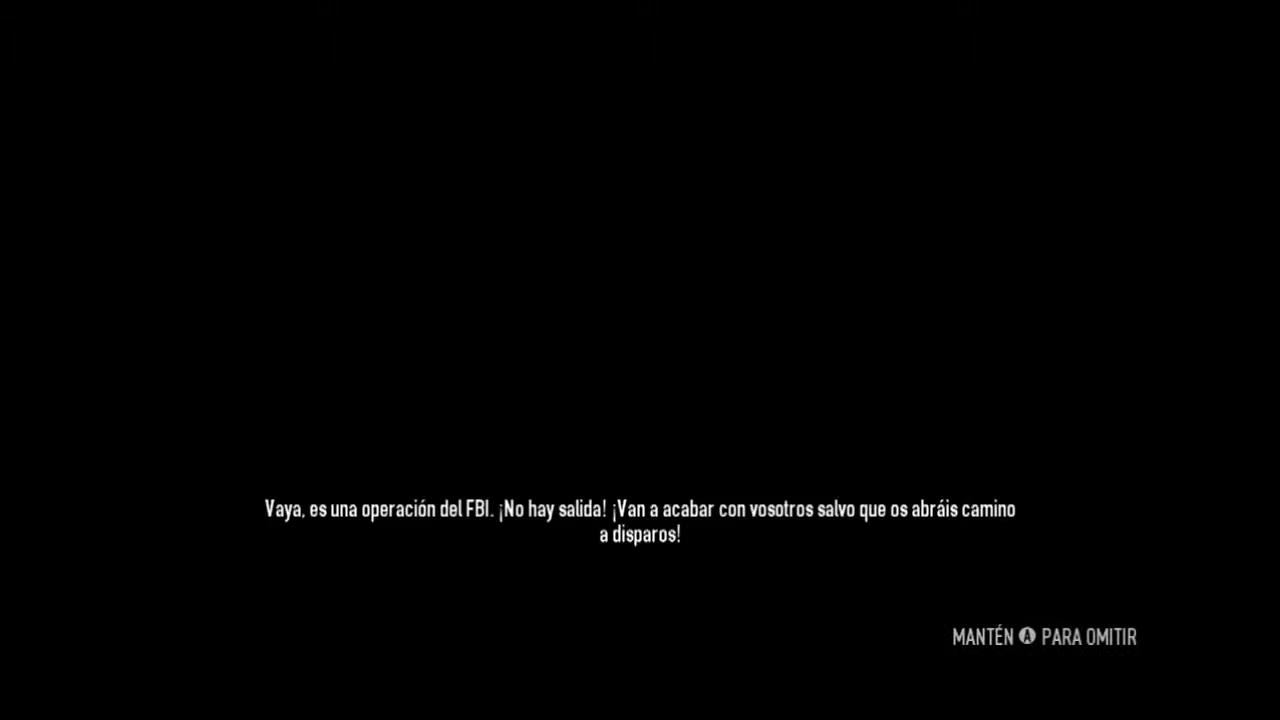 Vaya, es una operación del FBI. ¡No hay salida! ¡Van a acabar con vosotros salvo que os abráis camino
a disparos!
MANTÉN A PARA OMITIR